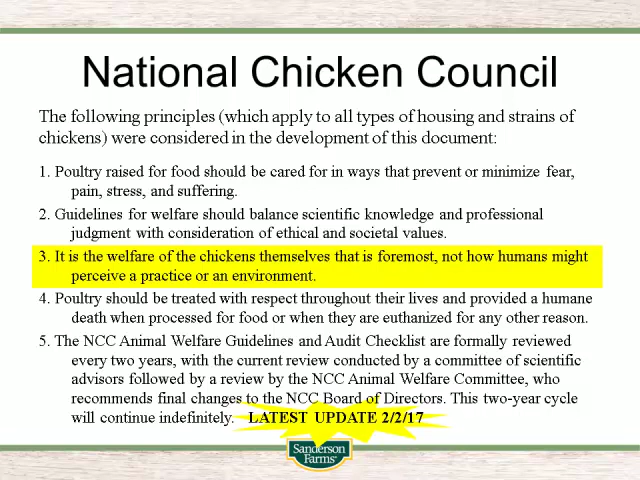 National Chicken Council
The following principles (which apply to all types of housing and strains of
chickens) were considered in the development of this document:
1. Poultry raised for food should be cared for in ways that prevent or minimize fear,
pain, stress, and suffering.
2. Guidelines for welfare should balance scientific knowledge and professional
judgment with consideration of ethical and societal values.
3. It is the welfare of the chickens themselves that is foremost, not how humans might
perceive a practice or an environment.
4. Poultry should be treated with respect throughout their lives and provided a humane
death when processed for food or when they are euthanized for any other reason.
5. The NCC Animal Welfare Guidelines and Audit Checklist are formally reviewed
every two years, with the current review conducted by a committee of scientific
advisors followed by a review by the NCC Animal Welfare Committee, who
recommends final changes to the NCC Board of Directors. This two-year cycle
will continue indefinitely. LATEST UPDATE 2/2/17
Sanderson
Farms®